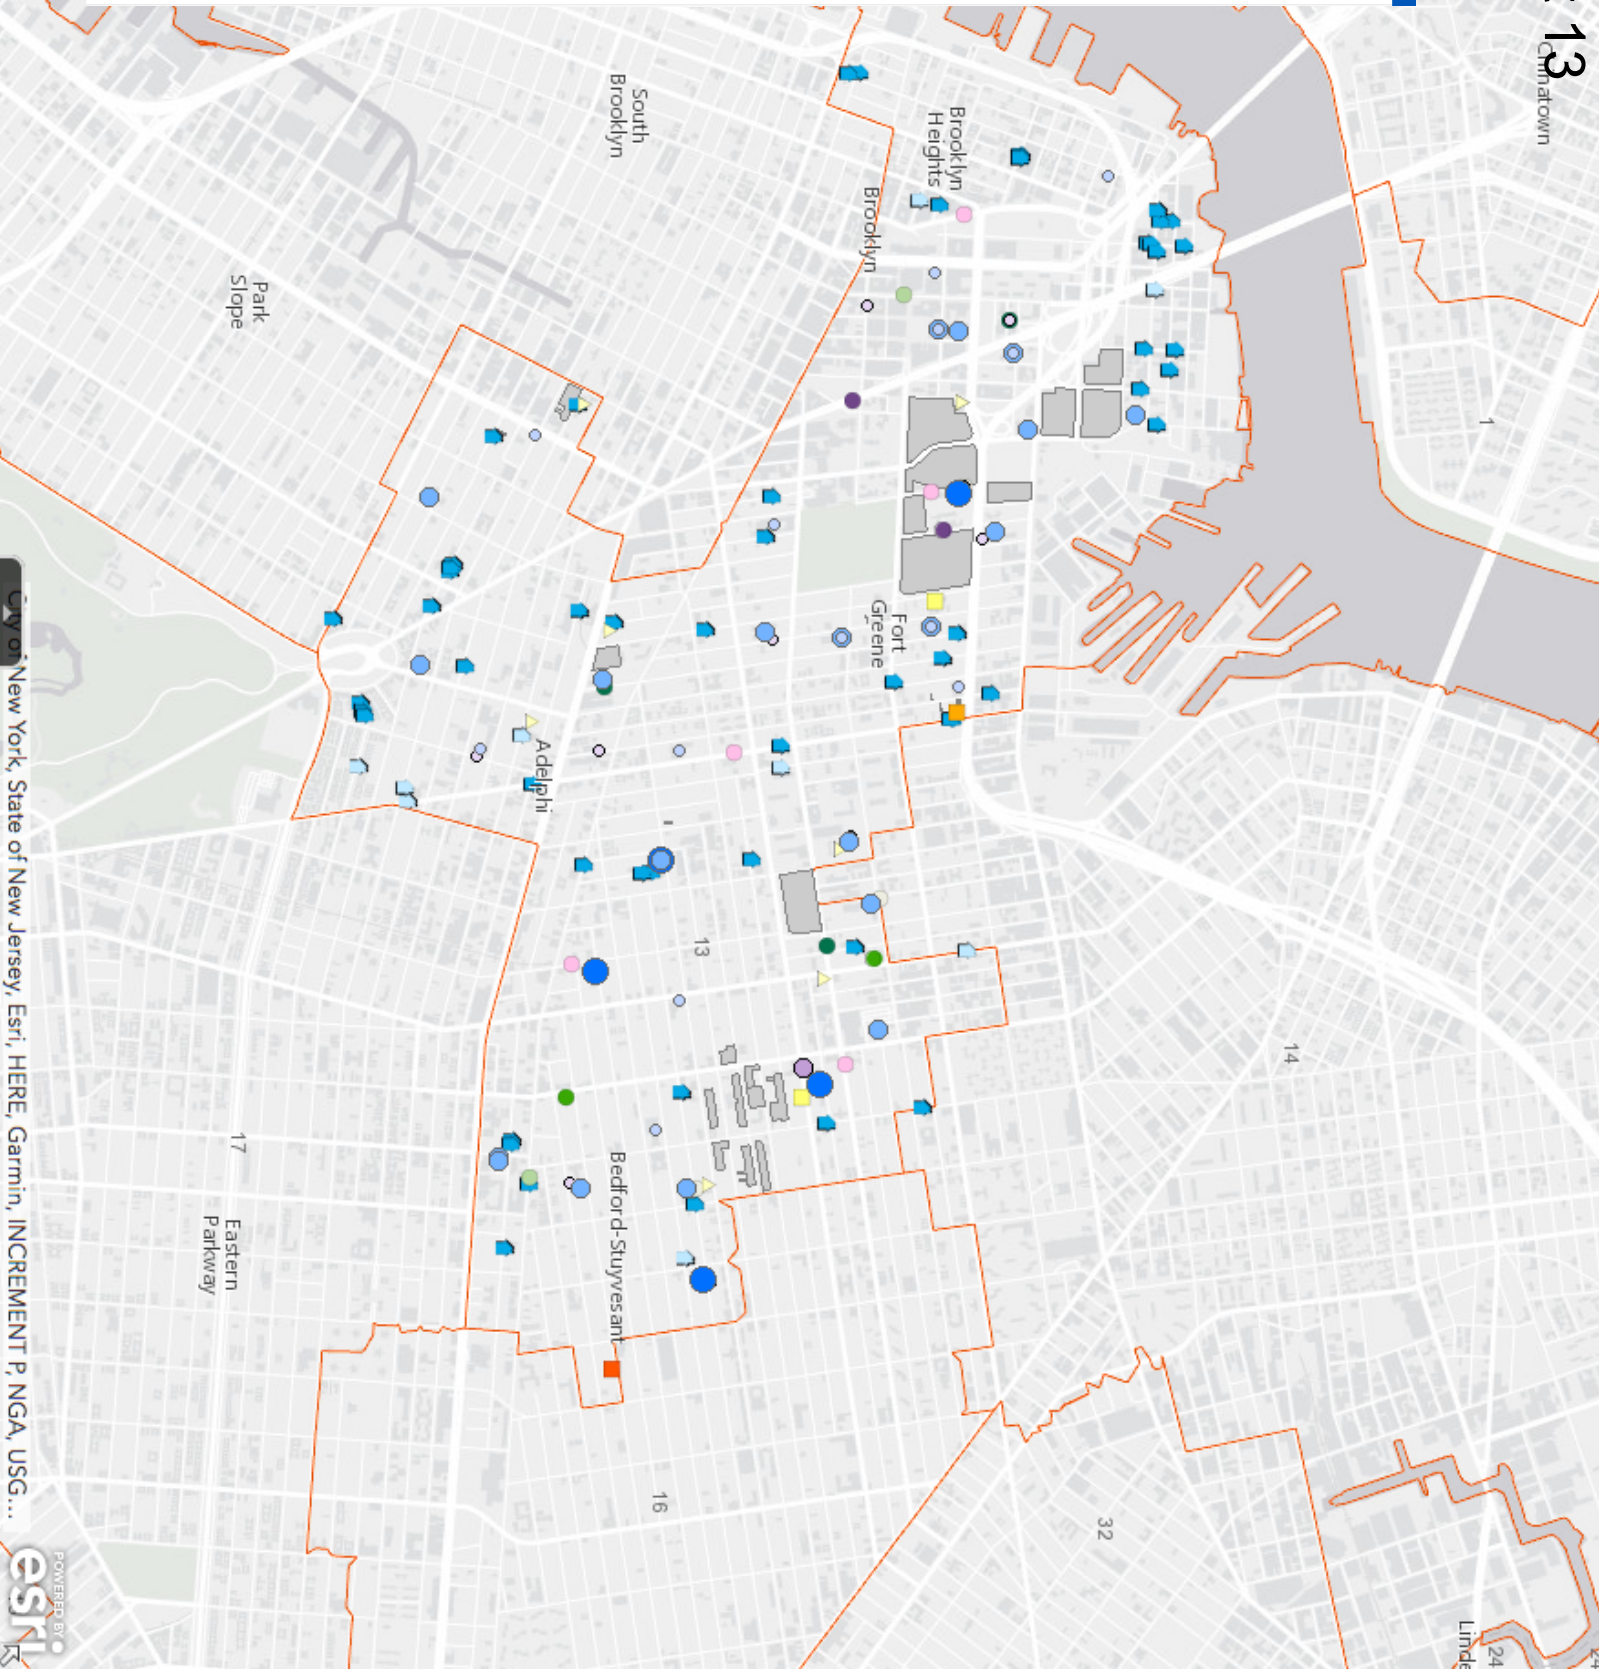 13
Chinatown
South
Brooklyn
Brooklyn
Heights
Brooklyn
1
Park
Slope
Fort
Greene
Adelphi
13
14
17
Bedford-Stuyvesant
Eastern
Parkway
16
32
24
City of New York, State of New Jersey, Esri, HERE, Garmin, INCREMENT P, NGA, USG...
POWERED BY
esri